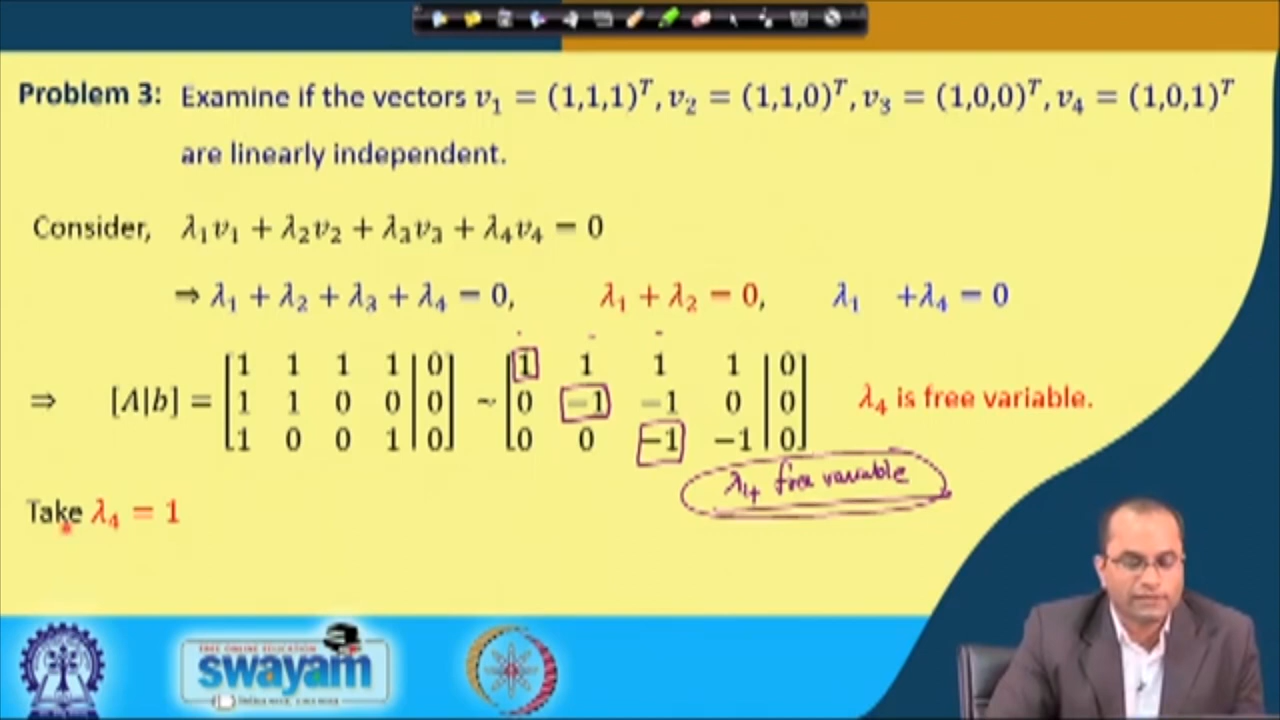 Problem 3: Examine if the vectors v₁ = (1,1,1)ᵀ, v₂ = (1,1,0)ᵀ, v₃ = (1,0,0)ᵀ, v₄ = (1,0,1)ᵀ
are linearly independent.
Consider, λ₁v₁ + λ₂v₂ + λ₃v₃ + λ₄v₄ = 0
⇒ λ₁ + λ₂ + λ₃ + λ₄ = 0, λ₁ + λ₂ = 0, λ₁ +λ₄ = 0
[1 1 1 1 | 0] [1 1 1 1 | 0]
⇒ [A|b] = [1 1 0 0 | 0] ~ [0 −1 −1 0 | 0] λ₄ is free variable.
[1 0 0 1 | 0] [0 0 −1 −1 | 0]
λ₄ free variable
Take λ₄ = 1
FREE ONLINE EDUCATION
swayam